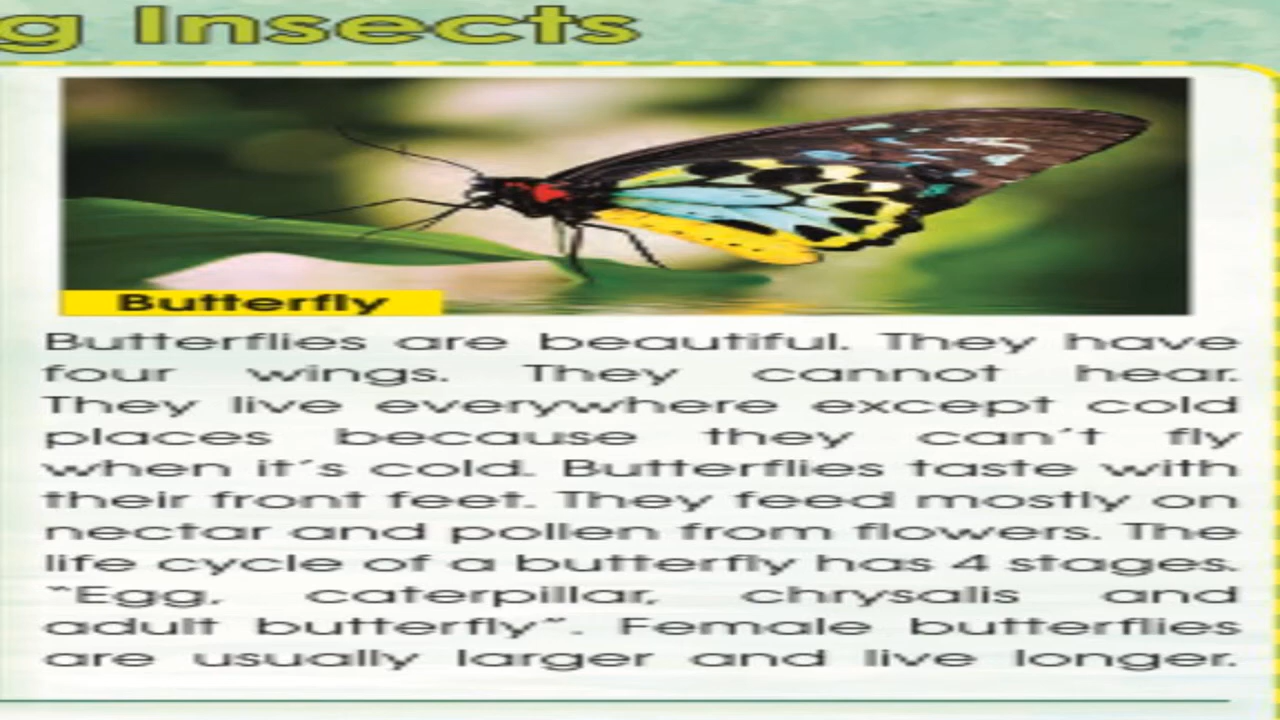 g Insects
Butterfly
Butterflies are beautiful. They have
four wings. They cannot hear.
They live everywhere except cold
places because they can't fly
when it's cold. Butterflies taste with
their front feet. They feed mostly on
nectar and pollen from flowers. The
life cycle of a butterfly has 4 stages.
"Egg, caterpillar, chrysalis and
adult butterfly". Female butterflies
are usually larger and live longer.